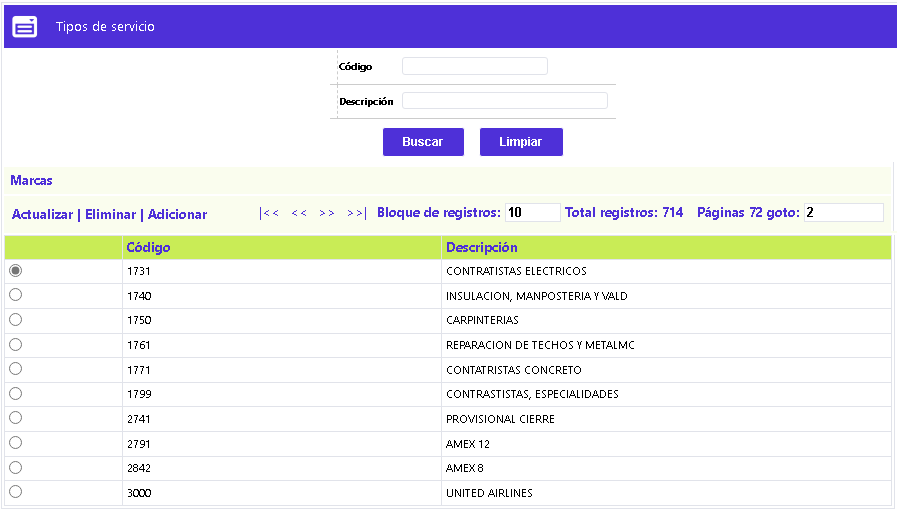 Tipos de servicio
Código
Descripción
Buscar Limpiar
Marcas
Actualizar | Eliminar | Adicionar |<< << >> >>| Bloque de registros: 10 Total registros: 714 Páginas 72 goto: 2
Código Descripción
1731 CONTRATISTAS ELECTRICOS
1740 INSULACION, MANPOSTERIA Y VALD
1750 CARPINTERIAS
1761 REPARACION DE TECHOS Y METALMC
1771 CONTATRISTAS CONCRETO
1799 CONTRASTISTAS, ESPECIALIDADES
2741 PROVISIONAL CIERRE
2791 AMEX 12
2842 AMEX 8
3000 UNITED AIRLINES